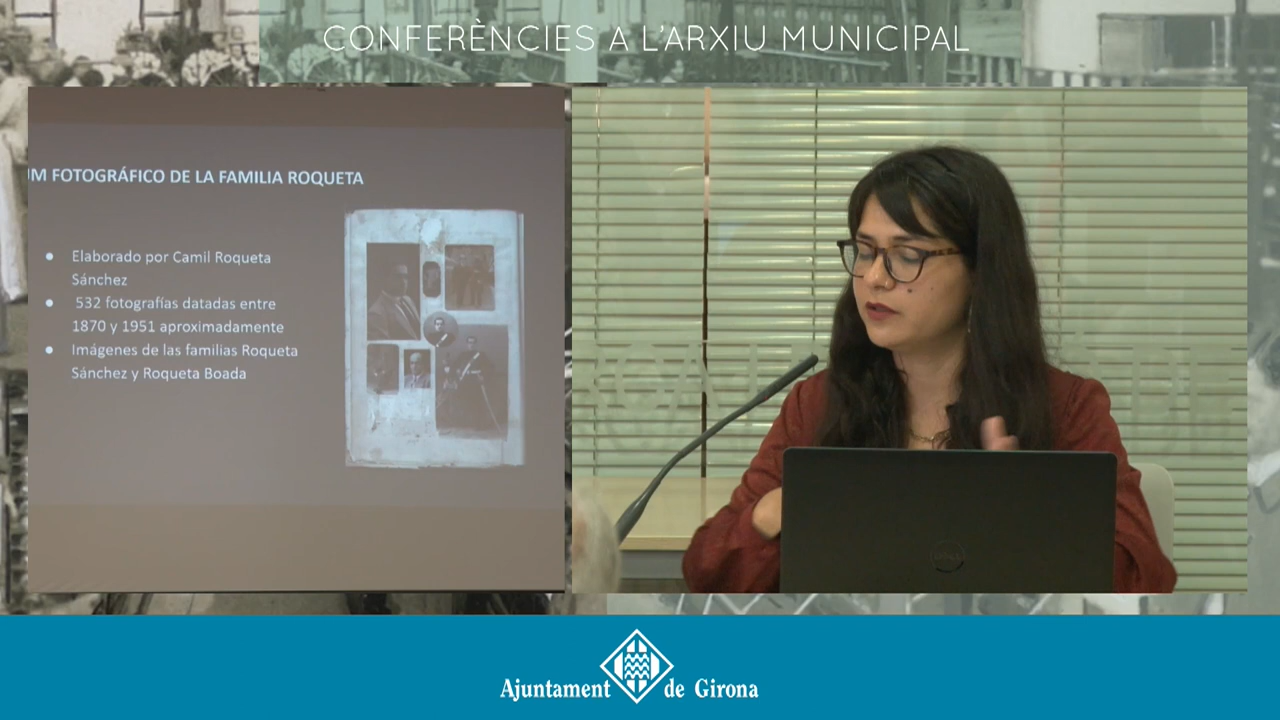 CONFERÈNCIES A L'ARXIU MUNICIPAL
UM FOTOGRÁFICO DE LA FAMILIA ROQUETA
● Elaborado por Camil Roqueta
Sánchez
● 532 fotografías datadas entre
1870 y 1951 aproximadamente
● Imágenes de las familias Roqueta
Sánchez y Roqueta Boada
DELL
Ajuntament de Girona